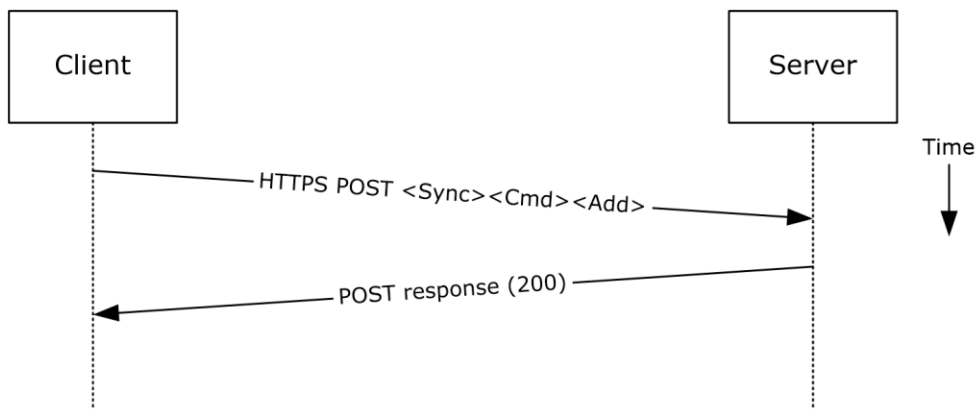 Client
Server
Time
HTTPS POST <Sync><Cmd><Add>
POST response (200)